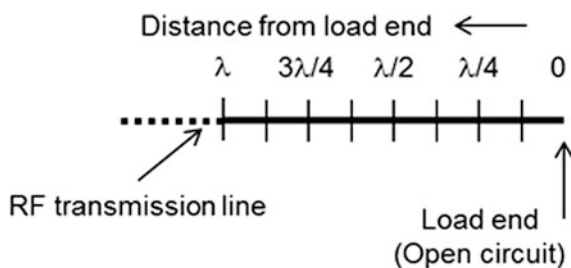 Distance from load end
λ 3λ/4 λ/2 λ/4 0
RF transmission line
Load end
(Open circuit)